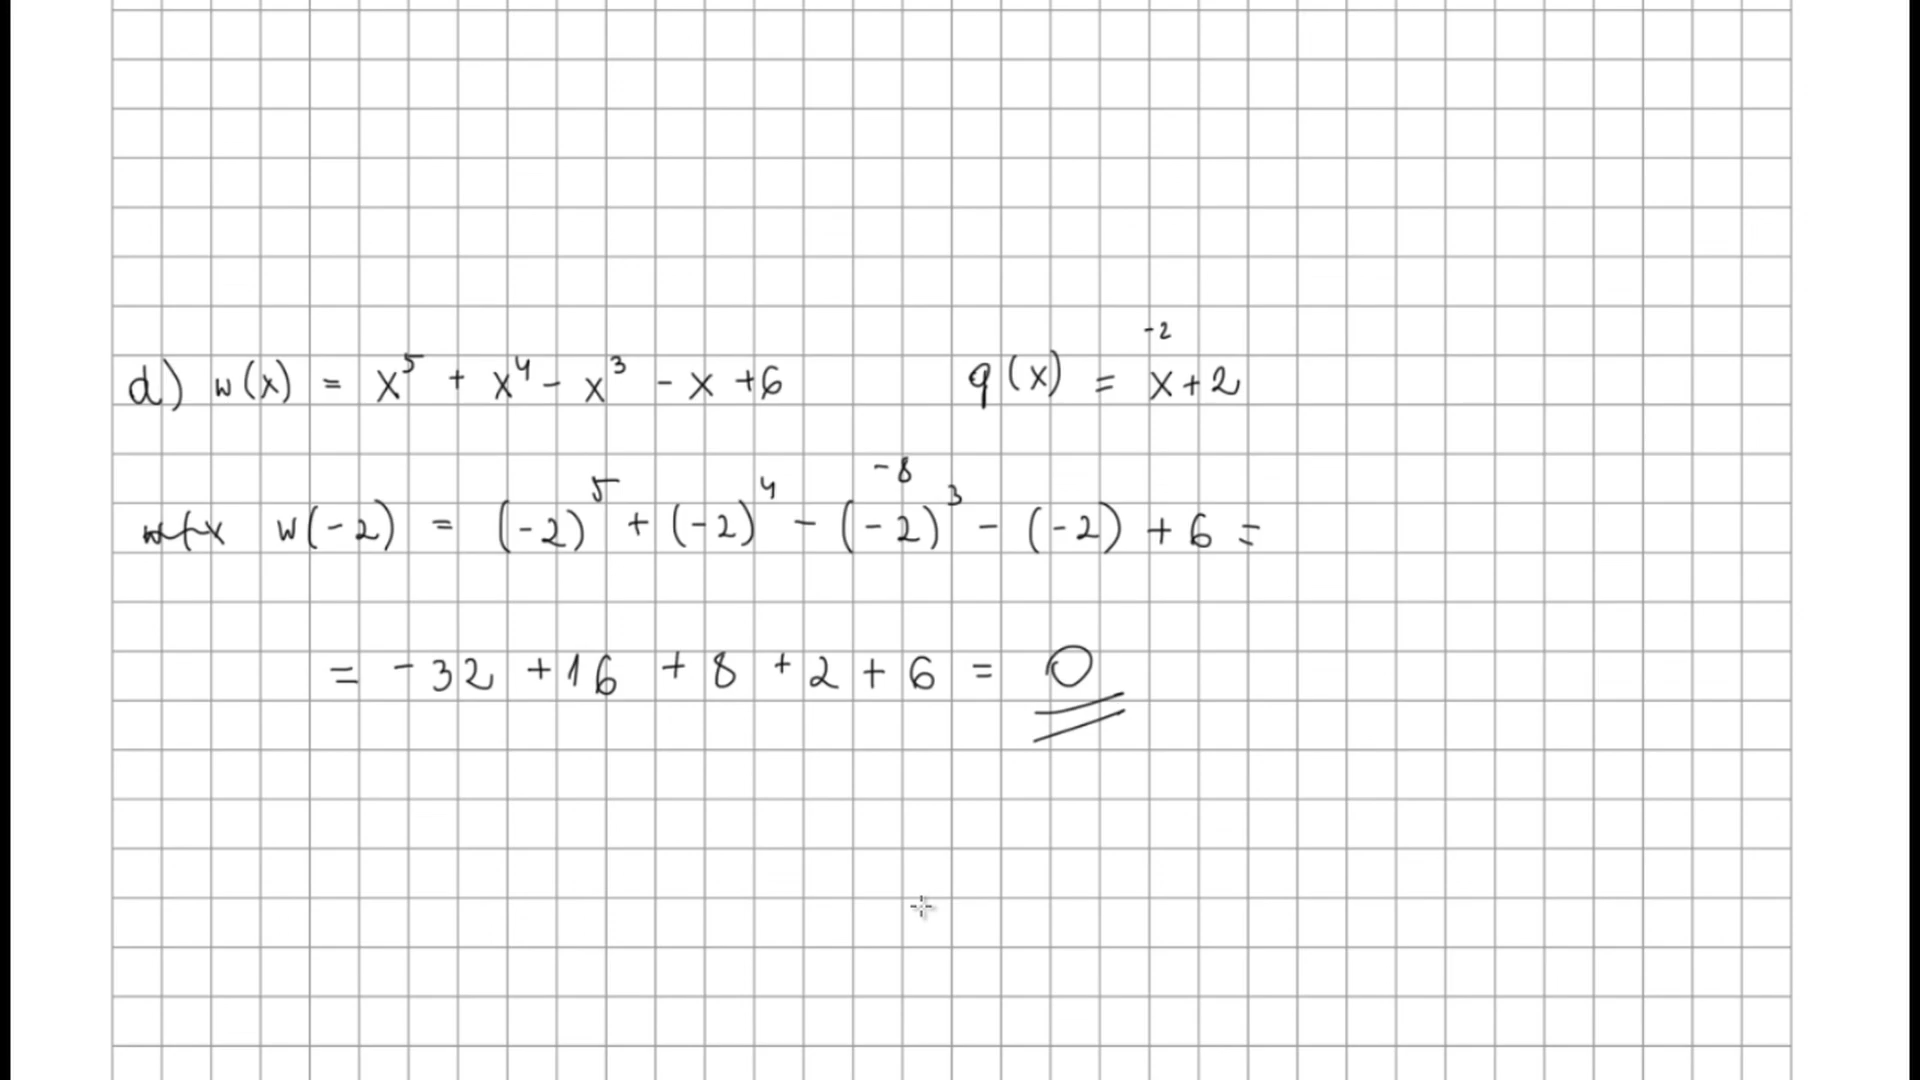 d) w(x) = x⁵ + x⁴ - x³ - x + 6 q(x) = x + 2
-2
-8
w(-2) = (-2)⁵ + (-2)⁴ - (-2)³ - (-2) + 6 =
= -32 + 16 + 8 + 2 + 6 = 0